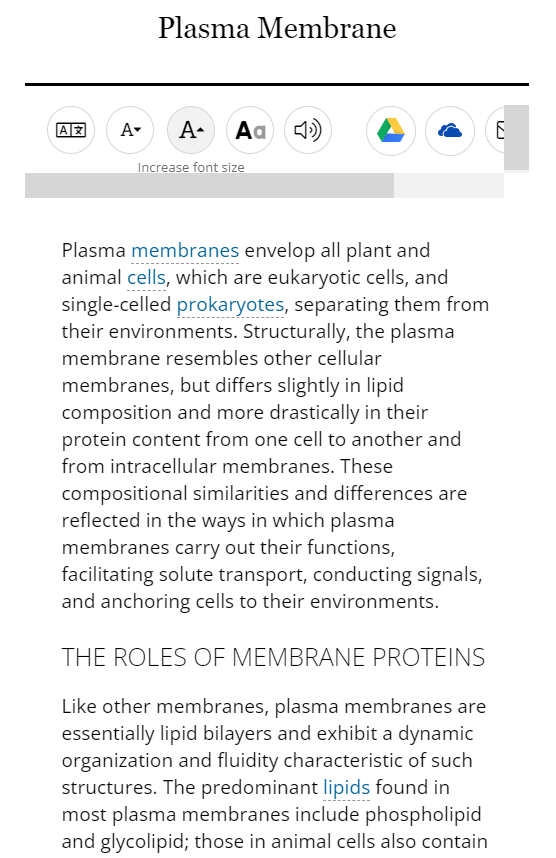 Plasma Membrane
A 文 A A Aa
Increase font size
Plasma membranes envelop all plant and
animal cells, which are eukaryotic cells, and
single-celled prokaryotes, separating them from
their environments. Structurally, the plasma
membrane resembles other cellular
membranes, but differs slightly in lipid
composition and more drastically in their
protein content from one cell to another and
from intracellular membranes. These
compositional similarities and differences are
reflected in the ways in which plasma
membranes carry out their functions,
facilitating solute transport, conducting signals,
and anchoring cells to their environments.
THE ROLES OF MEMBRANE PROTEINS
Like other membranes, plasma membranes are
essentially lipid bilayers and exhibit a dynamic
organization and fluidity characteristic of such
structures. The predominant lipids found in
most plasma membranes include phospholipid
and glycolipid; those in animal cells also contain